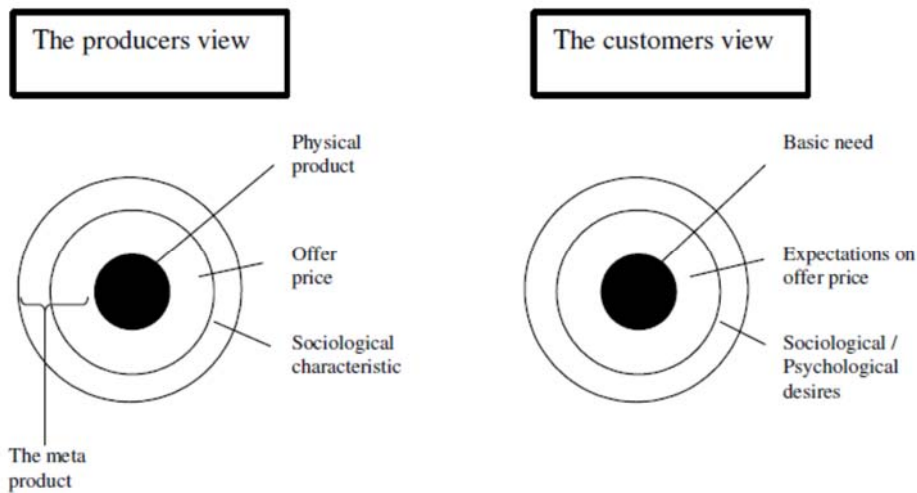 The producers view
The customers view
Physical
product
Offer
price
Sociological
characteristic
The meta
product
Basic need
Expectations on
offer price
Sociological /
Psychological
desires